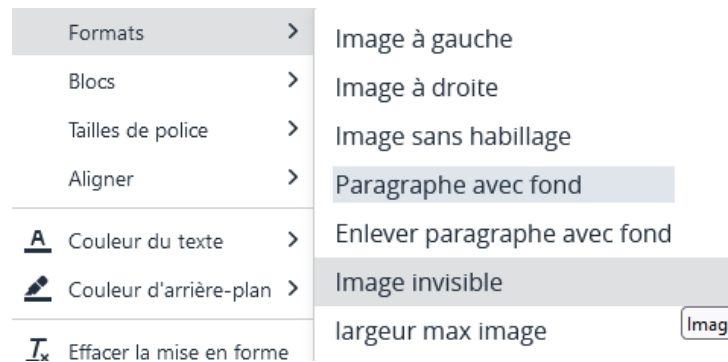 Formats
Blocs
Tailles de police
Aligner
Couleur du texte
Couleur d'arrière-plan
Effacer la mise en forme
Image à gauche
Image à droite
Image sans habillage
Paragraphe avec fond
Enlever paragraphe avec fond
Image invisible
largeur max image
Imag